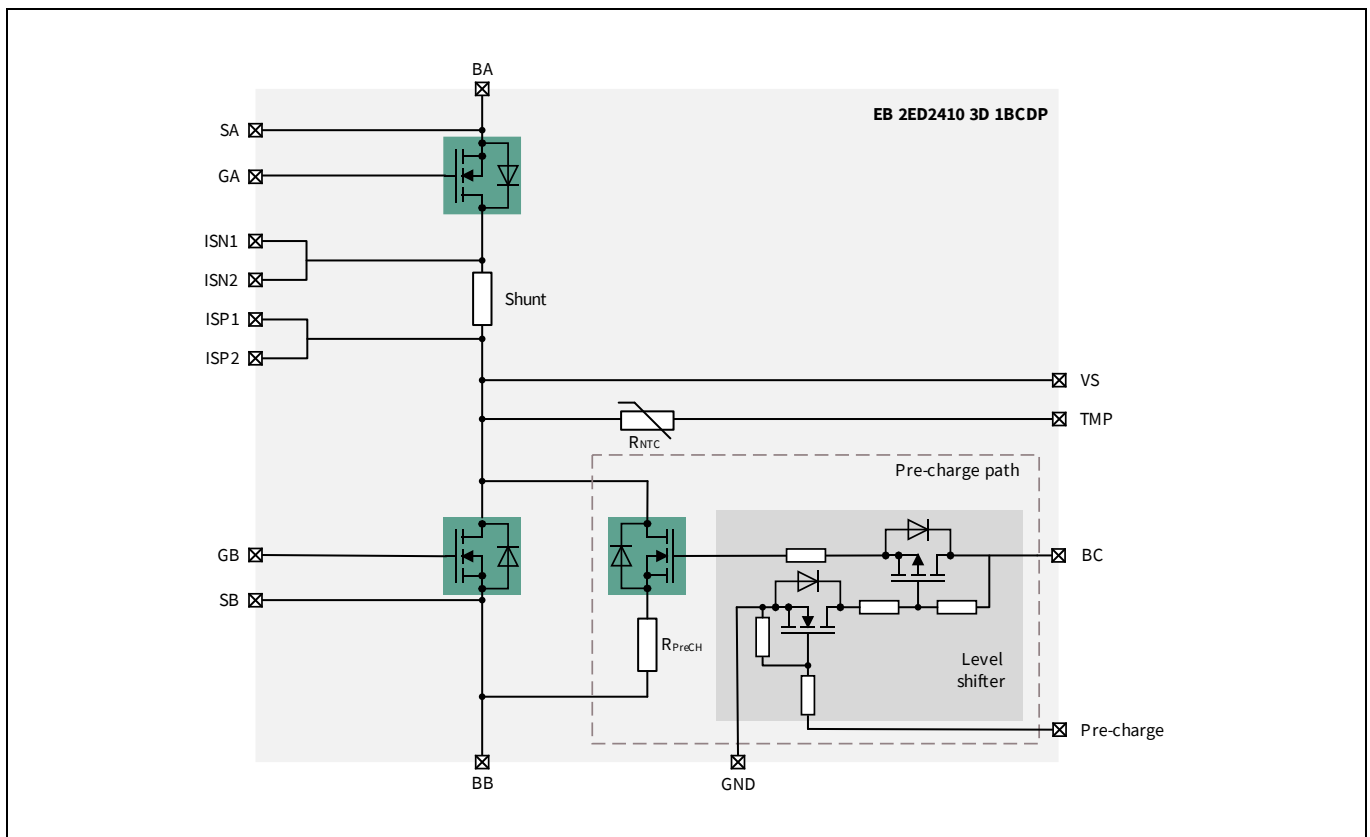 BA
EB 2ED2410 3D 1BCDP
SA
GA
ISN1
ISN2
Shunt
ISP1
ISP2
VS
TMP
RNTC
Pre-charge path
GB
BC
SB
RPreCH
Level
shifter
Pre-charge
BB
GND